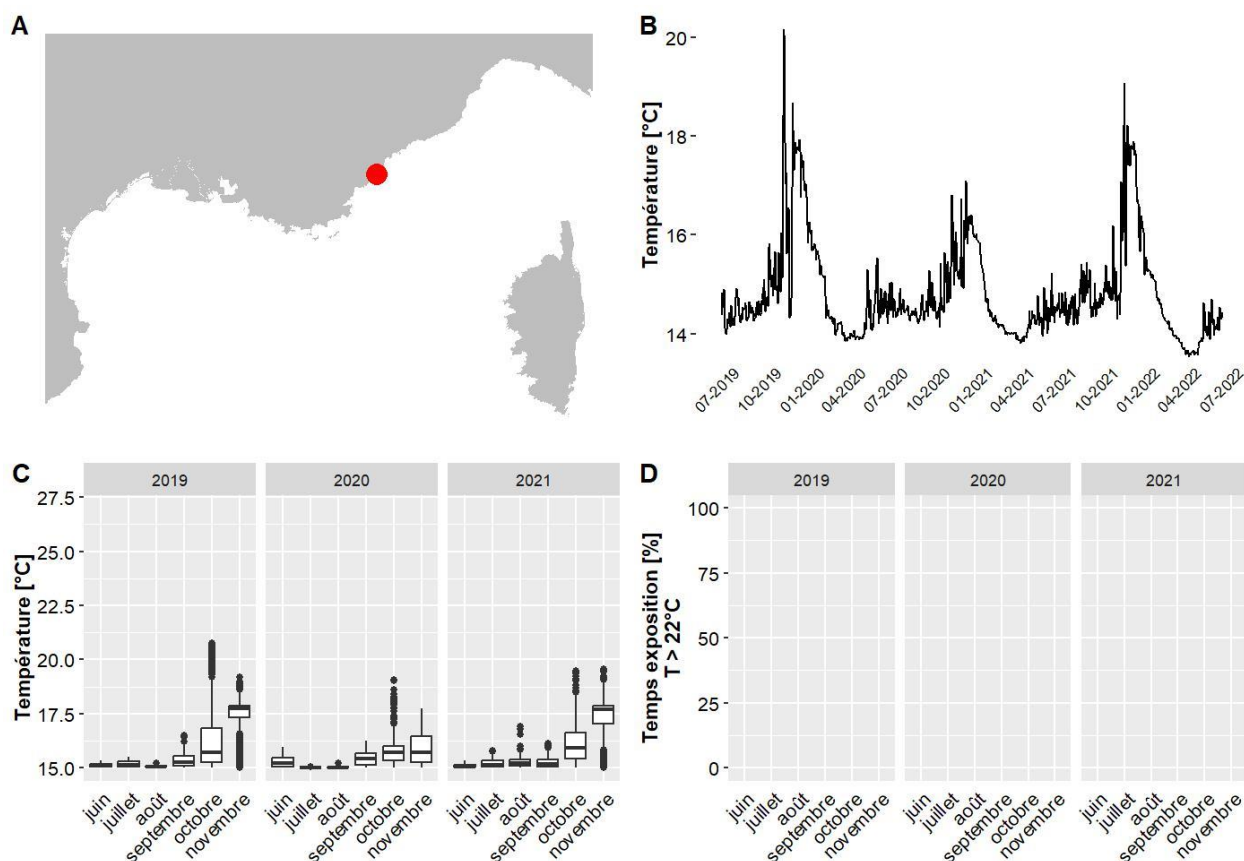 A
B
Température [°C]
20
18
16
14
07-2019
10-2019
01-2020
04-2020
07-2020
10-2020
01-2021
04-2021
07-2021
10-2021
01-2022
04-2022
07-2022
C
2019
2020
2021
Température [°C]
27.5
25.0
22.5
20.0
17.5
15.0
juin
juillet
août
septembre
octobre
novembre
juin
juillet
août
septembre
octobre
novembre
juin
juillet
août
septembre
octobre
novembre
D
2019
2020
2021
Temps exposition [%]
T > 22°C
100
75
50
25
0
juin
juillet
août
septembre
octobre
novembre
juin
juillet
août
septembre
octobre
novembre
juin
juillet
août
septembre
octobre
novembre